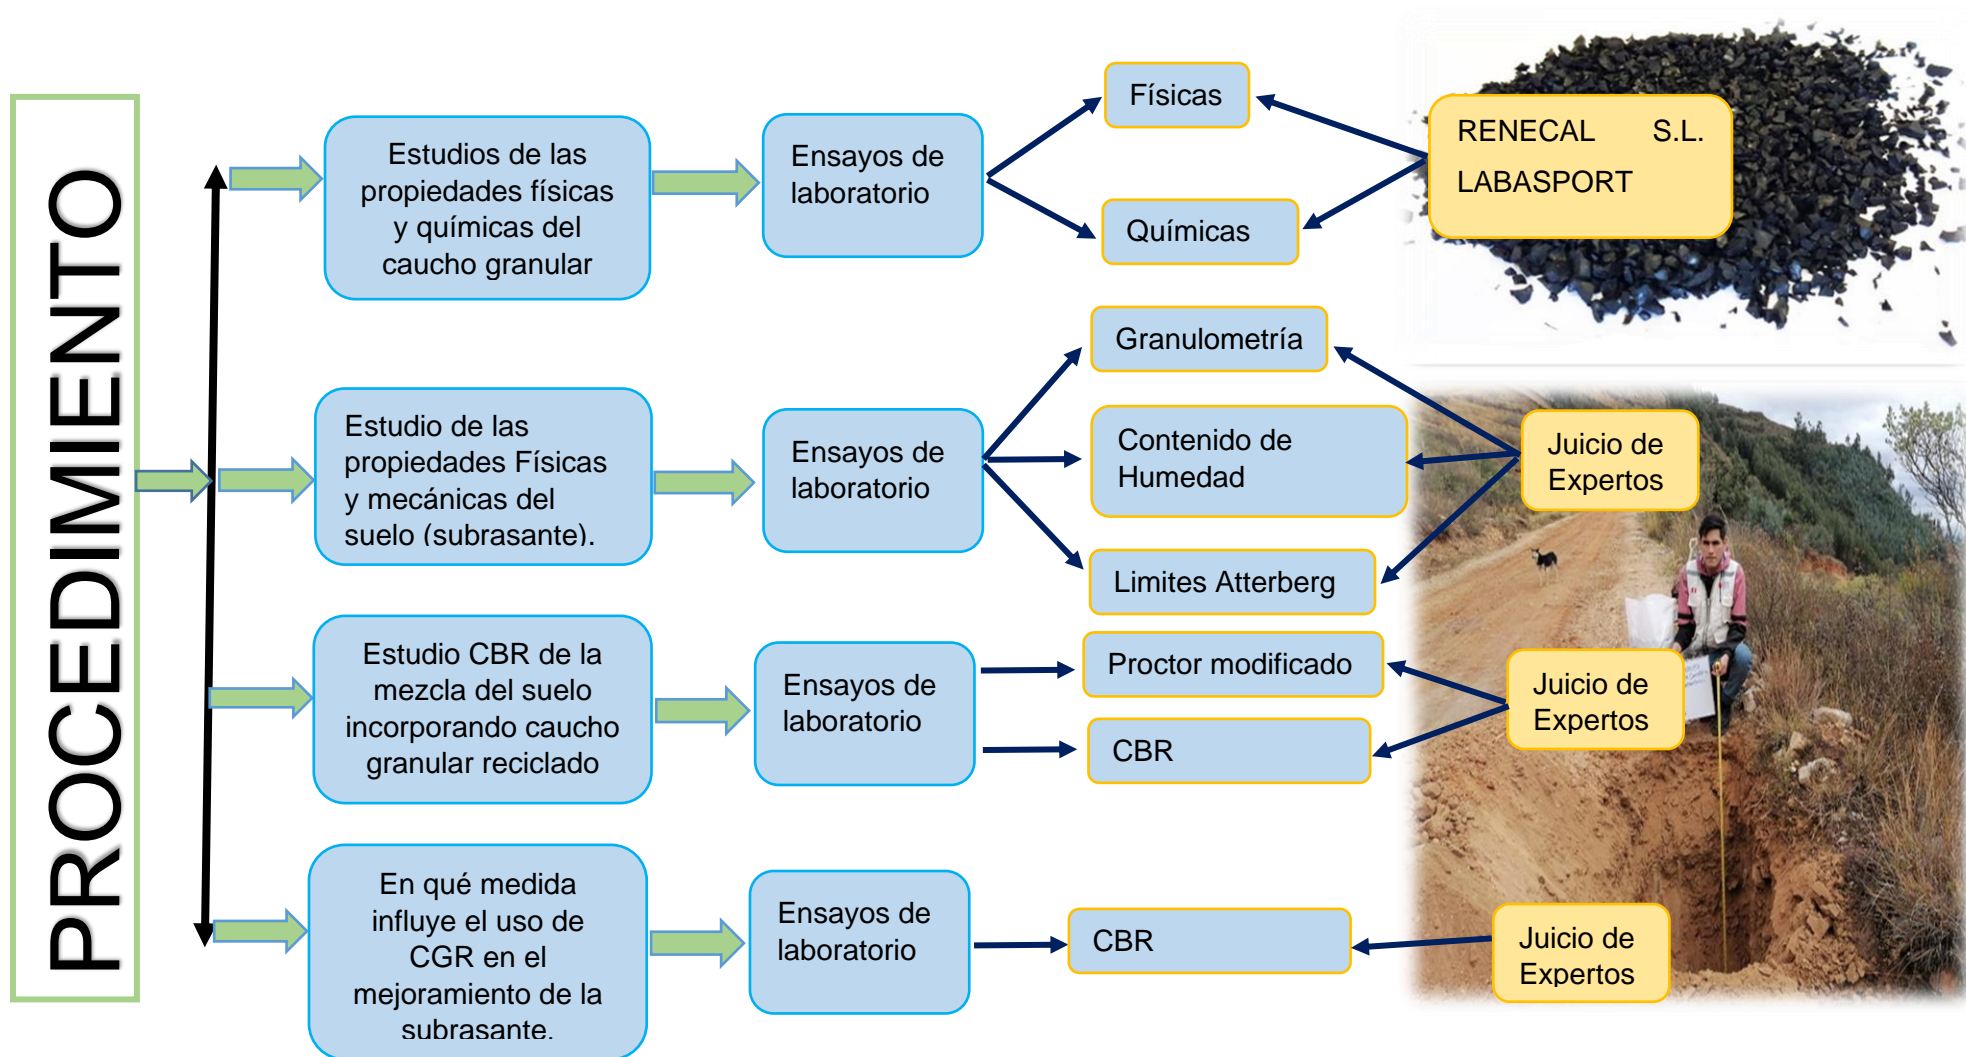 PROCEDIMIENTO
Estudios de las
propiedades físicas
y químicas del
caucho granular
Ensayos de
laboratorio
Físicas
Químicas
RENECAL S.L.
LABASPORT
Estudio de las
propiedades Físicas
y mecánicas del
suelo (subrasante).
Ensayos de
laboratorio
Granulometría
Contenido de
Humedad
Limites Atterberg
Juicio de
Expertos
Estudio CBR de la
mezcla del suelo
incorporando caucho
granular reciclado
Ensayos de
laboratorio
Proctor modificado
CBR
Juicio de
Expertos
En qué medida
influye el uso de
CGR en el
mejoramiento de la
subrasante.
Ensayos de
laboratorio
CBR
Juicio de
Expertos